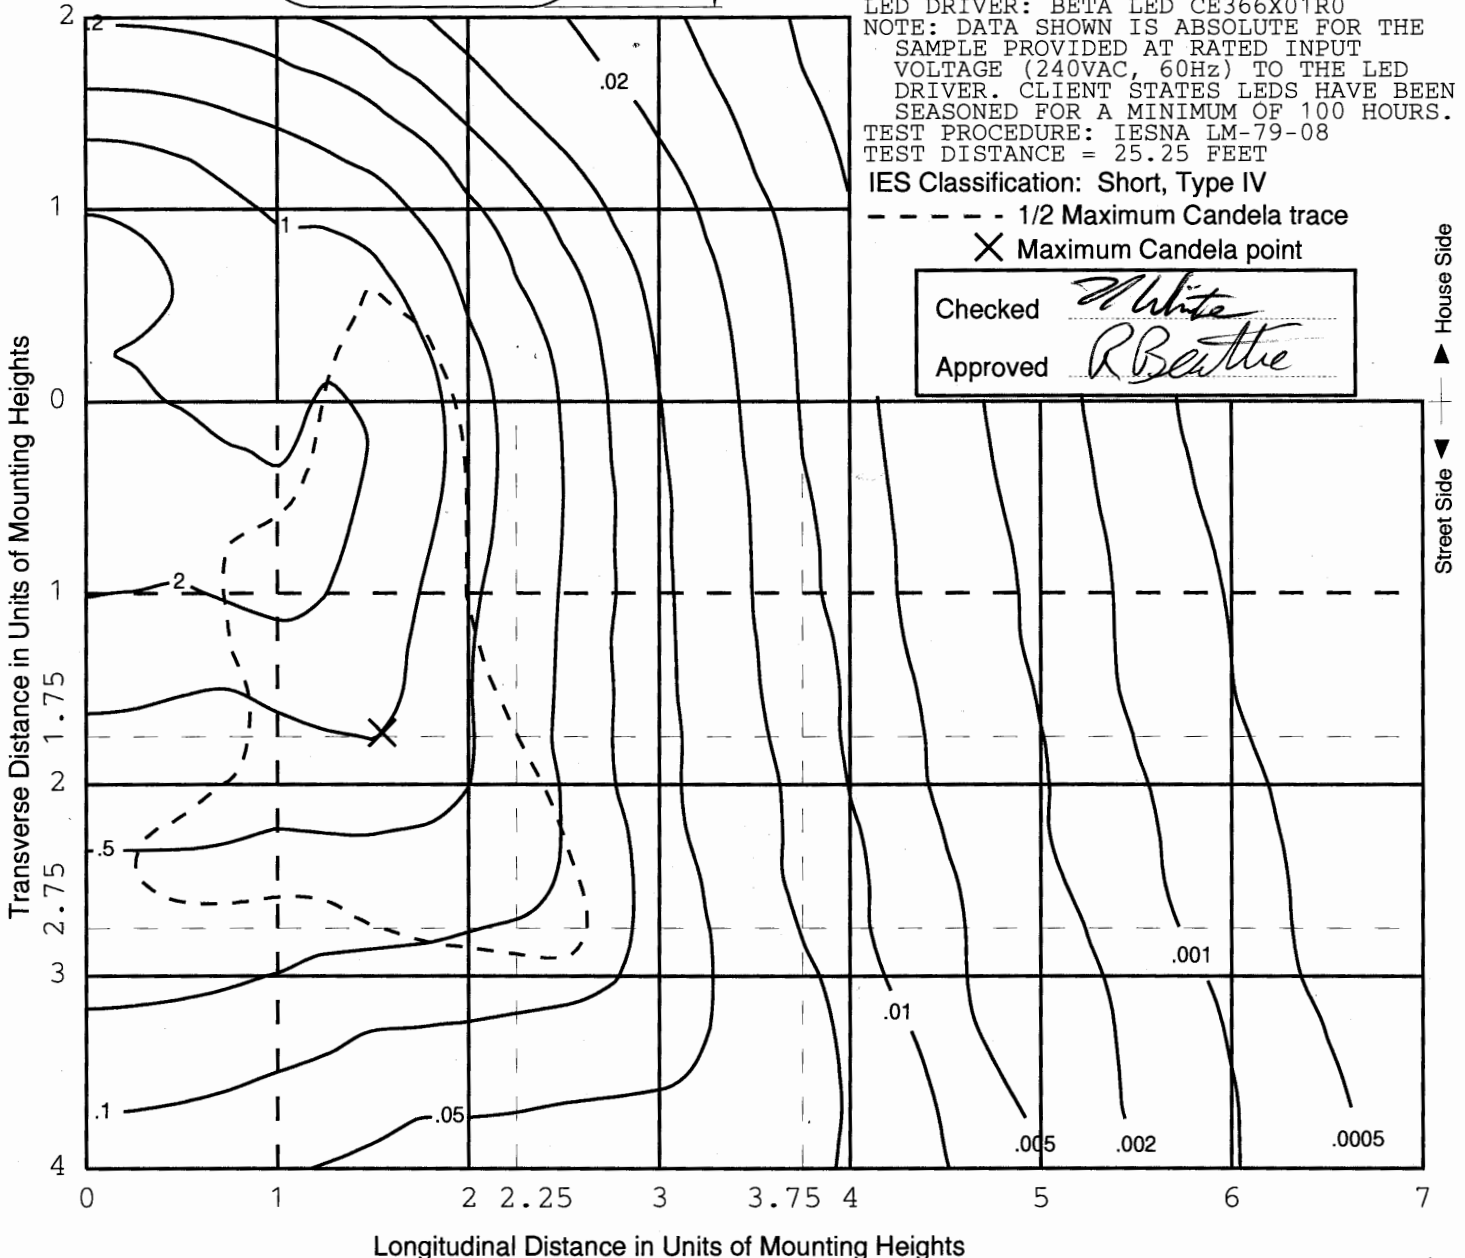 LED DRIVER: BETA LED CE366X01R0
NOTE: DATA SHOWN IS ABSOLUTE FOR THE
SAMPLE PROVIDED AT RATED INPUT
VOLTAGE (240VAC, 60Hz) TO THE LED
DRIVER. CLIENT STATES LEDS HAVE BEEN
SEASONED FOR A MINIMUM OF 100 HOURS.
TEST PROCEDURE: IESNA LM-79-08
TEST DISTANCE = 25.25 FEET
IES Classification: Short, Type IV
1/2 Maximum Candela trace
Maximum Candela point
Checked N White
Approved R Beathe
House Side
Street Side
Transverse Distance in Units of Mounting Heights
2
1
0
1
1.75
2
2.75
3
4
.2
.02
1
2
.5
.1
.05
.01
.005
.002
.001
.0005
0 1 2 2.25 3 3.75 4 5 6 7
Longitudinal Distance in Units of Mounting Heights